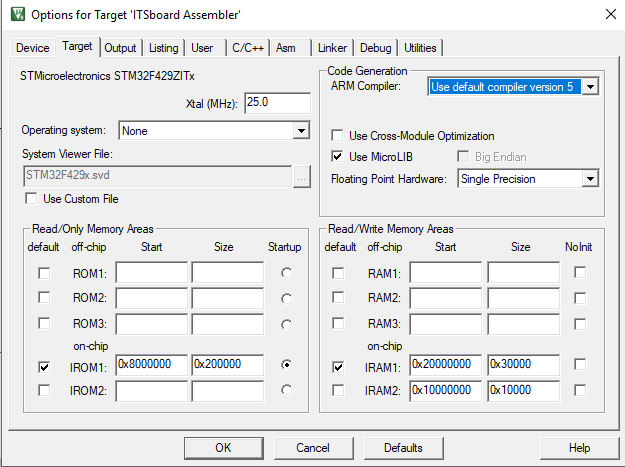 Options for Target 'ITSboard Assembler'
Device Target Output Listing User C/C++ Asm Linker Debug Utilities
STMicroelectronics STM32F429ZITx
Xtal (MHz): 25.0
Operating system: None
System Viewer File:
STM32F429x.svd ...
Use Custom File
Code Generation
ARM Compiler: Use default compiler version 5
Use Cross-Module Optimization
Use MicroLIB Big Endian
Floating Point Hardware: Single Precision
Read/Only Memory Areas
default off-chip Start Size Startup
ROM1:
ROM2:
ROM3:
on-chip
IROM1: 0x8000000 0x200000
IROM2:
Read/Write Memory Areas
default off-chip Start Size NoInit
RAM1:
RAM2:
RAM3:
on-chip
IRAM1: 0x20000000 0x30000
IRAM2: 0x10000000 0x10000
OK Cancel Defaults Help